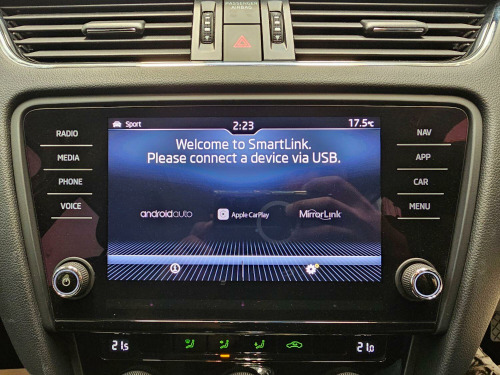 PASSENGER
AIRBAG
Sport
2:23
17.5°C
Welcome to SmartLink.
Please connect a device via USB.
androidauto
Apple CarPlay
MirrorLink
RADIO
MEDIA
PHONE
VOICE
NAV
APP
CAR
MENU
21.5
21.0